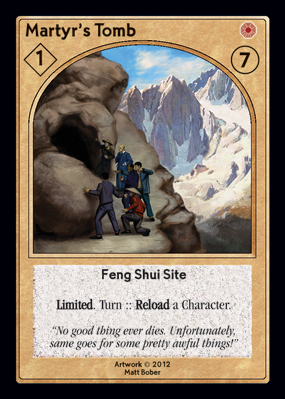 Martyr's Tomb
1
7
Feng Shui Site
Limited. Turn :: Reload a Character.
"No good thing ever dies. Unfortunately,
same goes for some pretty awful things!"
Artwork © 2012
Matt Bober